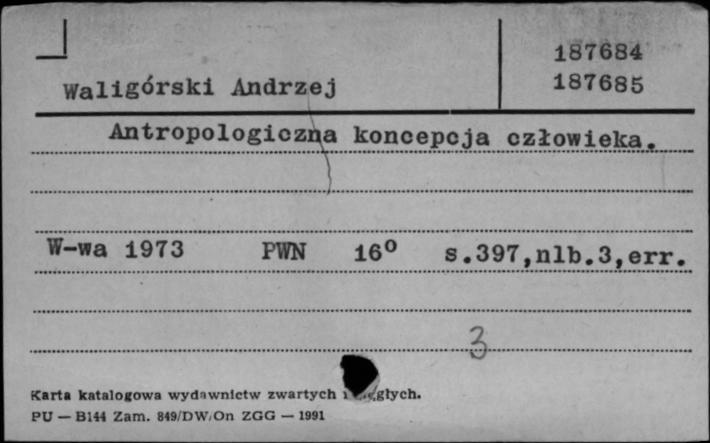 187684
Waligórski Andrzej 187685
Antropologiczna koncepcja człowieka.
W-wa 1973 PWN 16° s.397,nlb.3,err.
3
Karta katalogowa wydawnictw zwartych
PU — B144 Zam. 849/DW/On ZGG — 1991